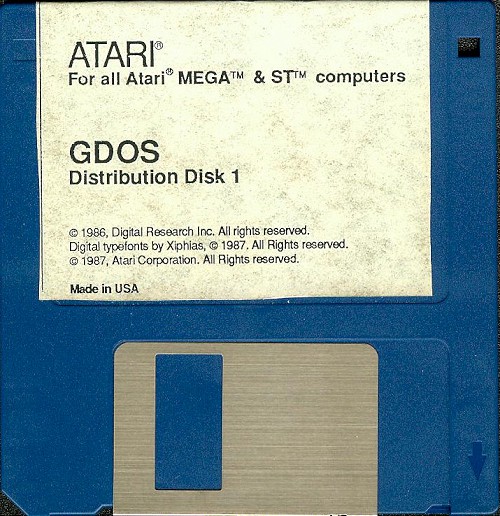 ATARI®
For all Atari® MEGA™ & ST™ computers
GDOS
Distribution Disk 1
© 1986, Digital Research Inc. All rights reserved.
Digital typefonts by Xiphias, © 1987. All Rights reserved.
© 1987, Atari Corporation. All Rights reserved.
Made in USA